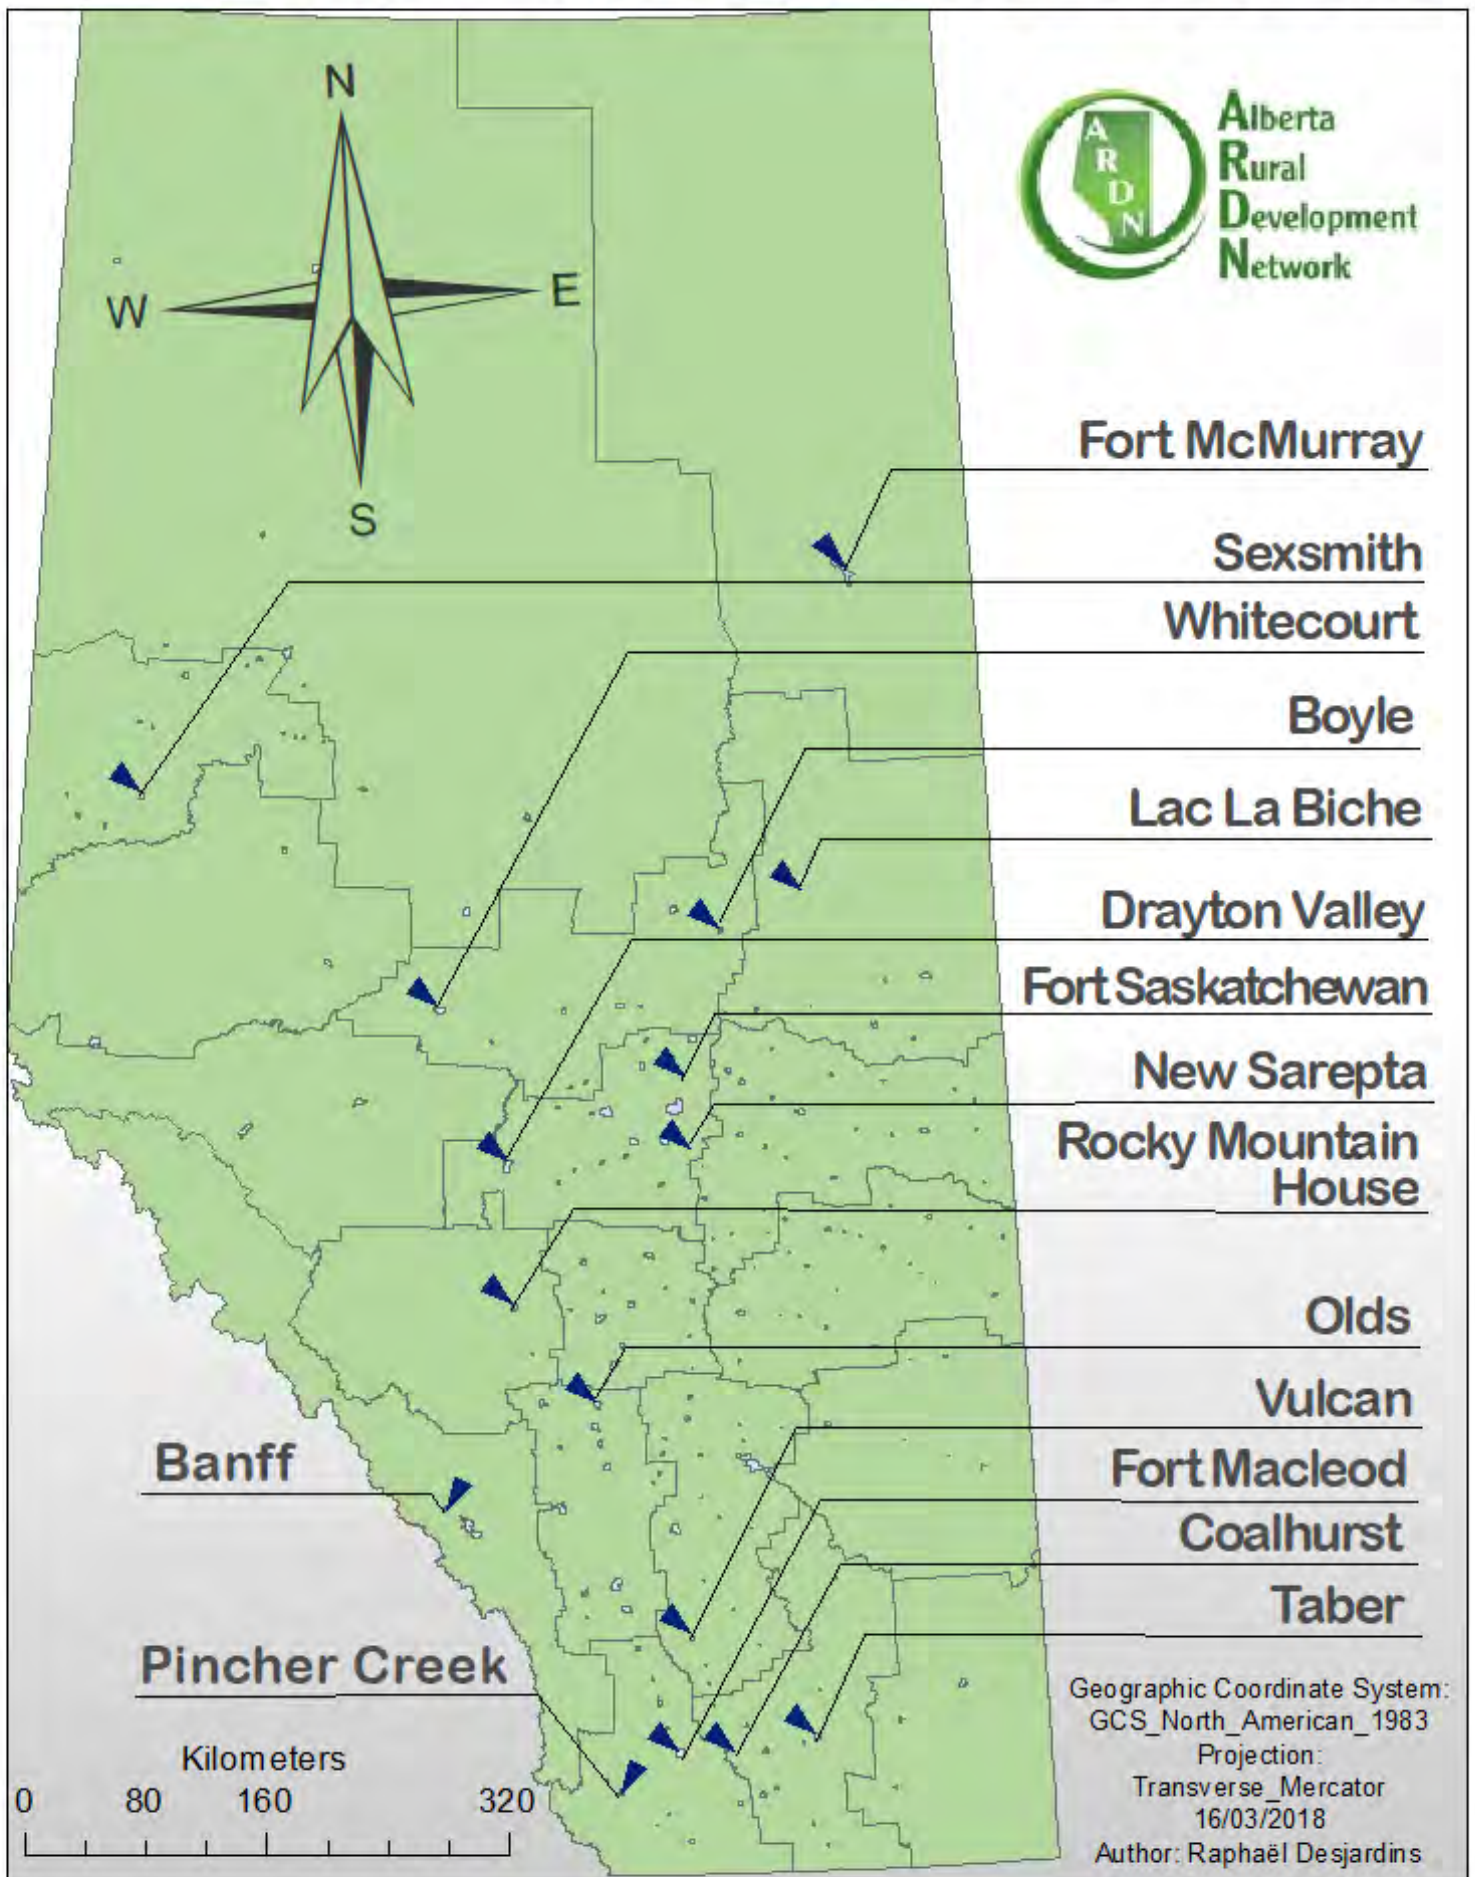 N
W
E
S
A
R
D
N
Alberta
Rural
Development
Network
Fort McMurray
Sexsmith
Whitecourt
Boyle
Lac La Biche
Drayton Valley
Fort Saskatchewan
New Sarepta
Rocky Mountain
House
Olds
Vulcan
Banff
Fort Macleod
Coalhurst
Taber
Pincher Creek
Geographic Coordinate System:
GCS_North_American_1983
Projection:
Transverse_Mercator
16/03/2018
Author: Raphaël Desjardins
Kilometers
0 80 160 320